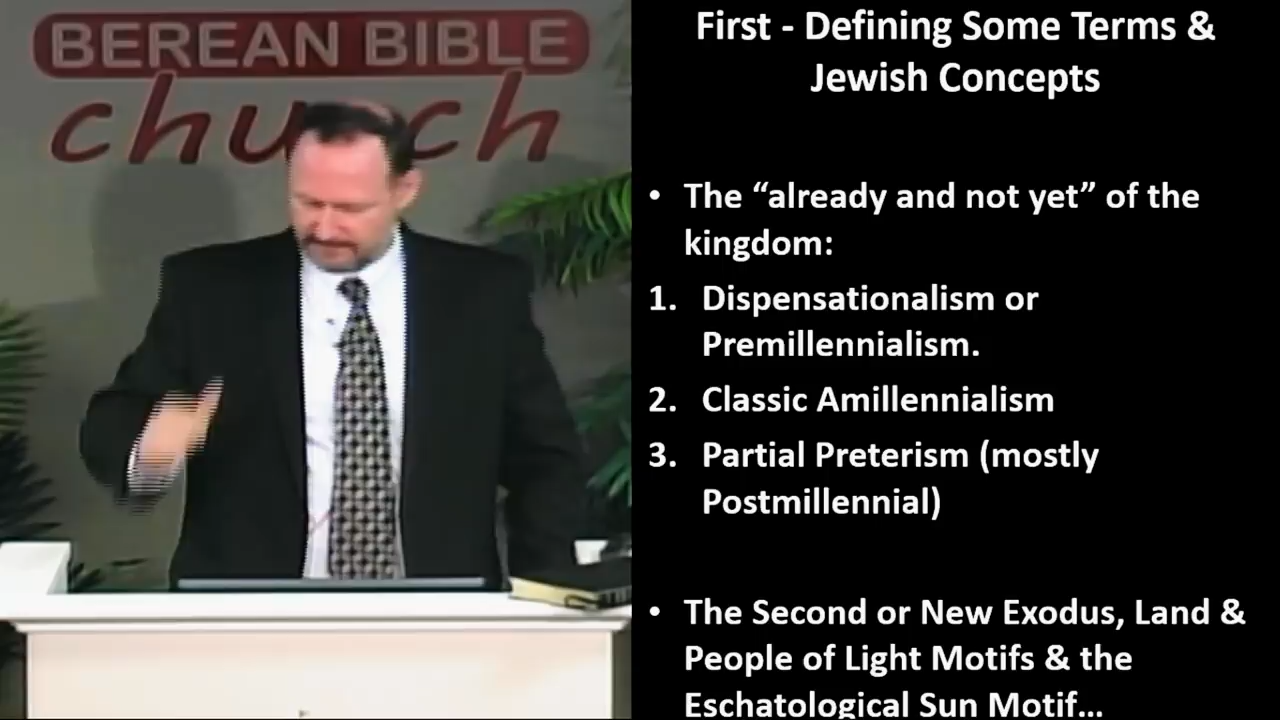 BEREAN BIBLE
church
First - Defining Some Terms &
Jewish Concepts
• The “already and not yet” of the
kingdom:
1. Dispensationalism or
Premillennialism.
2. Classic Amillennialism
3. Partial Preterism (mostly
Postmillennial)
• The Second or New Exodus, Land &
People of Light Motifs & the
Eschatological Sun Motif…